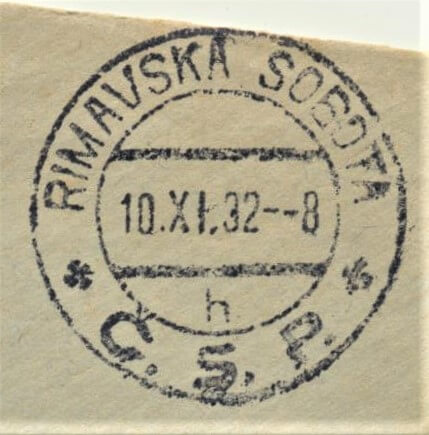 RIMAVSKÁ SOBOTA
10.XI.32--8
h
Č.S.P.